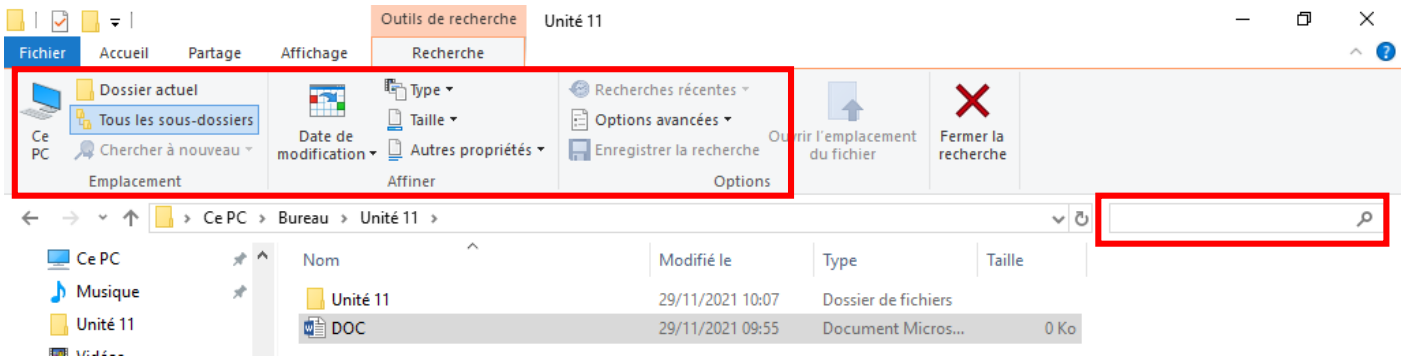 Outils de recherche Unité 11
Fichier Accueil Partage Affichage Recherche
Ce PC
Dossier actuel
Tous les sous-dossiers
Chercher à nouveau
Emplacement
Date de modification
Type
Taille
Autres propriétés
Affiner
Recherches récentes
Options avancées
Enregistrer la recherche
Options
Ouvrir l'emplacement du fichier
Fermer la recherche
Ce PC > Bureau > Unité 11 >
Ce PC
Musique
Unité 11
Vidéos
Nom Modifié le Type Taille
Unité 11 29/11/2021 10:07 Dossier de fichiers
DOC 29/11/2021 09:55 Document Micros... 0 Ko